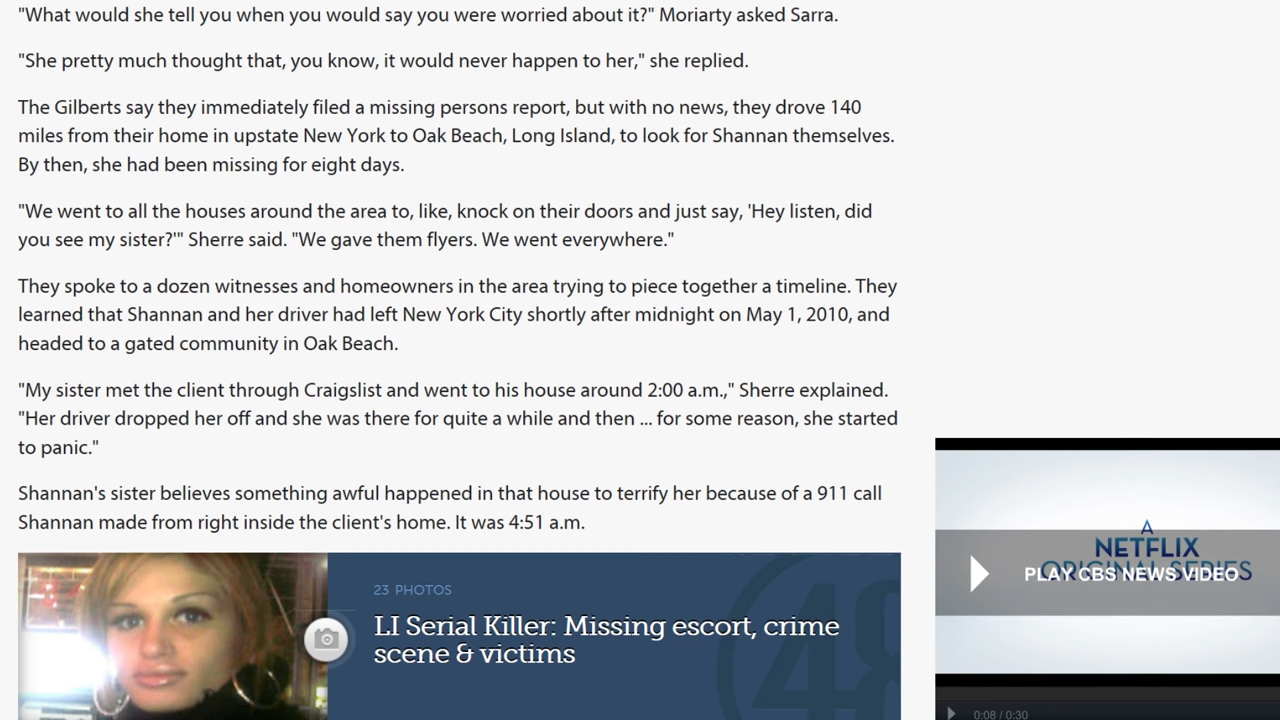 "What would she tell you when you would say you were worried about it?" Moriarty asked Sarra.
"She pretty much thought that, you know, it would never happen to her," she replied.
The Gilberts say they immediately filed a missing persons report, but with no news, they drove 140
miles from their home in upstate New York to Oak Beach, Long Island, to look for Shannan themselves.
By then, she had been missing for eight days.
"We went to all the houses around the area to, like, knock on their doors and just say, 'Hey listen, did
you see my sister?'" Sherre said. "We gave them flyers. We went everywhere."
They spoke to a dozen witnesses and homeowners in the area trying to piece together a timeline. They
learned that Shannan and her driver had left New York City shortly after midnight on May 1, 2010, and
headed to a gated community in Oak Beach.
"My sister met the client through Craigslist and went to his house around 2:00 a.m.," Sherre explained.
"Her driver dropped her off and she was there for quite a while and then ... for some reason, she started
to panic."
Shannan's sister believes something awful happened in that house to terrify her because of a 911 call
Shannan made from right inside the client's home. It was 4:51 a.m.
23 PHOTOS
LI Serial Killer: Missing escort, crime
scene & victims
48
A
NETFLIX
ORIGINAL SERIES
PLAY CBS NEWS VIDEO
0:08 / 0:30